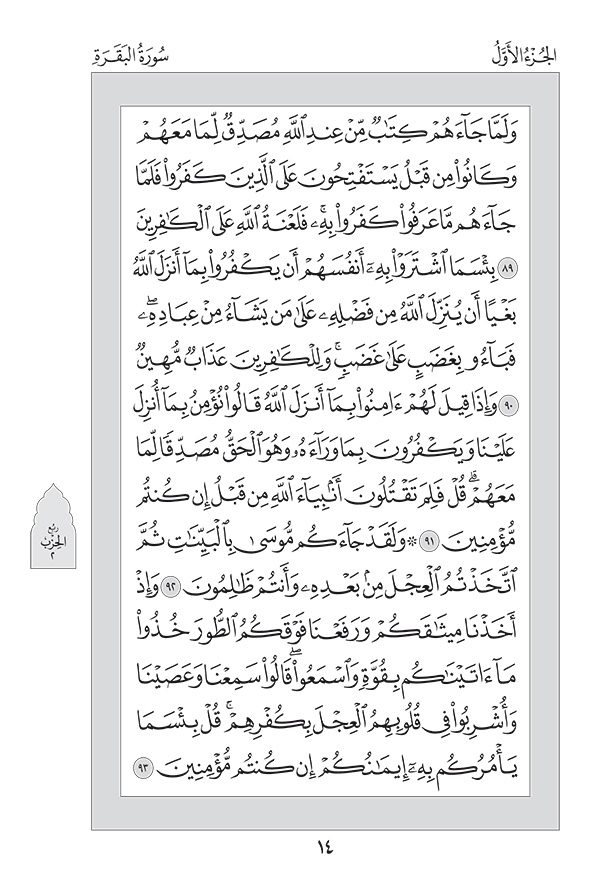 الجُزْءُ الأَوَّلُ
سُورَةُ البَقَرَةِ
وَلَمَّا جَآءَهُمْ كِتَٰبٌ مِّنْ عِندِ ٱللَّهِ مُصَدِّقٌ لِّمَا مَعَهُمْ
وَكَانُوا۟ مِن قَبْلُ يَسْتَفْتِحُونَ عَلَى ٱلَّذِينَ كَفَرُوا۟ فَلَمَّا
جَآءَهُم مَّا عَرَفُوا۟ كَفَرُوا۟ بِهِۦۚ فَلَعْنَةُ ٱللَّهِ عَلَى ٱلْكَٰفِرِينَ
٨٩ بِئْسَمَا ٱشْتَرَوْا۟ بِهِۦٓ أَنفُسَهُمْ أَن يَكْفُرُوا۟ بِمَآ أَنزَلَ ٱللَّهُ
بَغْيًا أَن يُنَزِّلَ ٱللَّهُ مِن فَضْلِهِۦ عَلَىٰ مَن يَشَآءُ مِنْ عِبَادِهِۦۖ
فَبَآءُو بِغَضَبٍ عَلَىٰ غَضَبٍۚ وَلِلْكَٰفِرِينَ عَذَابٌ مُّهِينٌ
٩٠ وَإِذَا قِيلَ لَهُمْ ءَامِنُوا۟ بِمَآ أَنزَلَ ٱللَّهُ قَالُوا۟ نُؤْمِنُ بِمَآ أُنزِلَ
عَلَيْنَا وَيَكْفُرُونَ بِمَا وَرَآءَهُۥ وَهُوَ ٱلْحَقُّ مُصَدِّقًا لِّمَا
مَعَهُمْۗ قُلْ فَلِمَ تَقْتُلُونَ أَنۢبِيَآءَ ٱللَّهِ مِن قَبْلُ إِن كُنتُم
مُّؤْمِنِينَ ٩١ ۞ وَلَقَدْ جَآءَكُم مُّوسَىٰ بِٱلْبَيِّنَٰتِ ثُمَّ
ٱتَّخَذْتُمُ ٱلْعِجْلَ مِنۢ بَعْدِهِۦ وَأَنتُمْ ظَٰلِمُونَ ٩٢ وَإِذْ
أَخَذْنَا مِيثَٰقَكُمْ وَرَفَعْنَا فَوْقَكُمُ ٱلطُّورَ خُذُوا۟
مَآ ءَاتَيْنَٰكُم بِقُوَّةٍ وَٱسْمَعُوا۟ۖ قَالُوا۟ سَمِعْنَا وَعَصَيْنَا
وَأُشْرِبُوا۟ فِى قُلُوبِهِمُ ٱلْعِجْلَ بِكُفْرِهِمْۚ قُلْ بِئْسَمَا
يَأْمُرُكُم بِهِۦٓ إِيمَٰنُكُمْ إِن كُنتُم مُّؤْمِنِينَ ٩٣
رُبْع
الحِزْب
٢
١٤